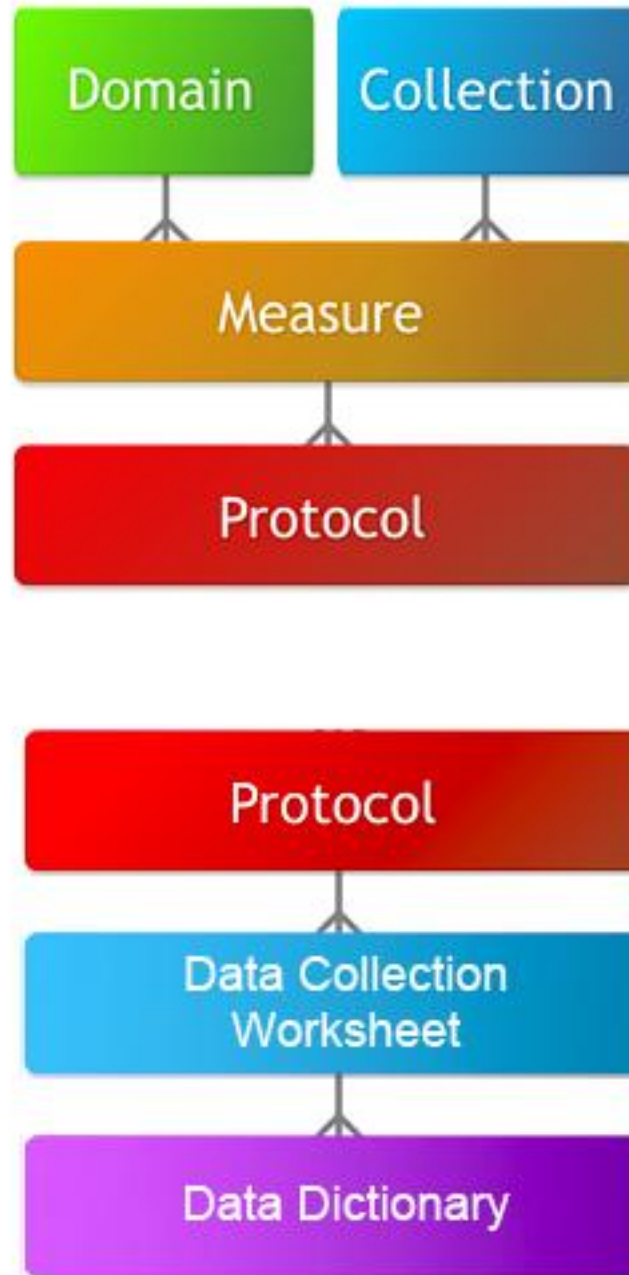 Domain
Collection
Measure
Protocol
Protocol
Data Collection
Worksheet
Data Dictionary